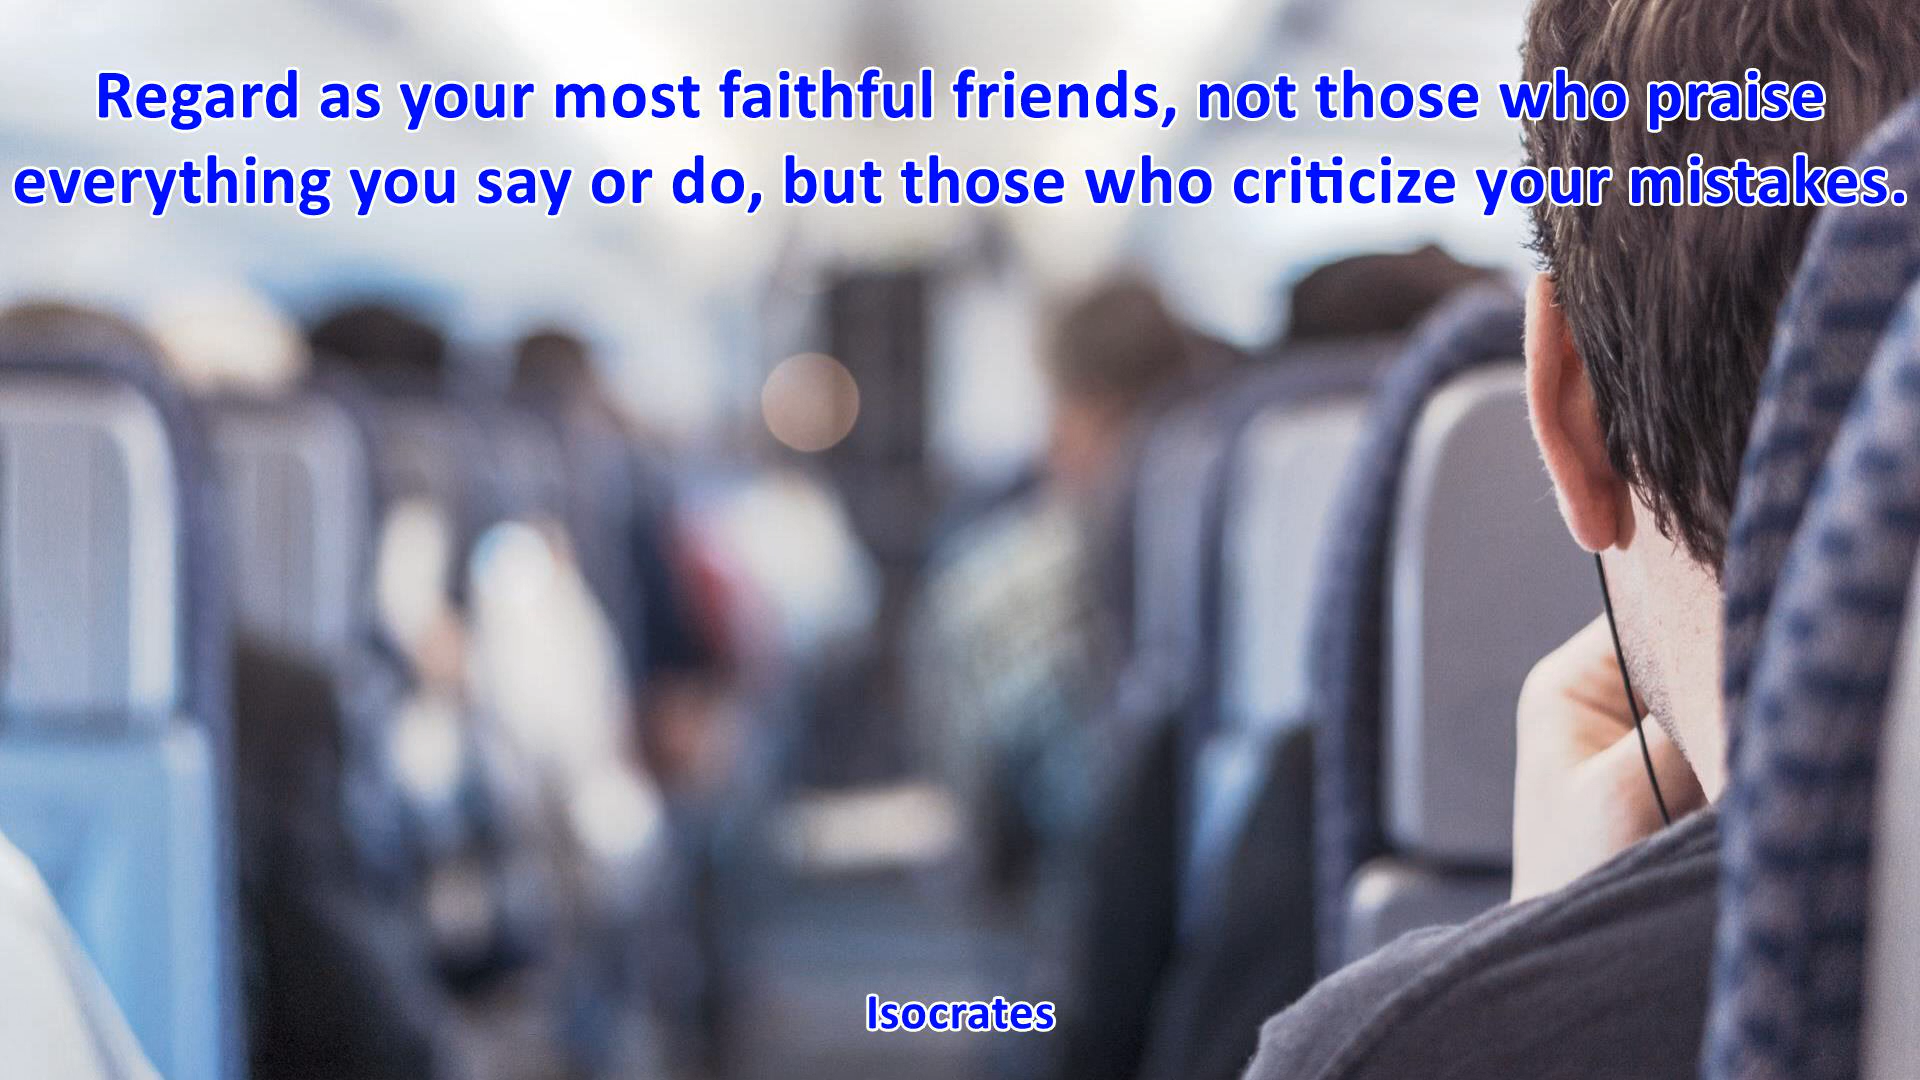 Regard as your most faithful friends, not those who praise
everything you say or do, but those who criticize your mistakes.
Isocrates